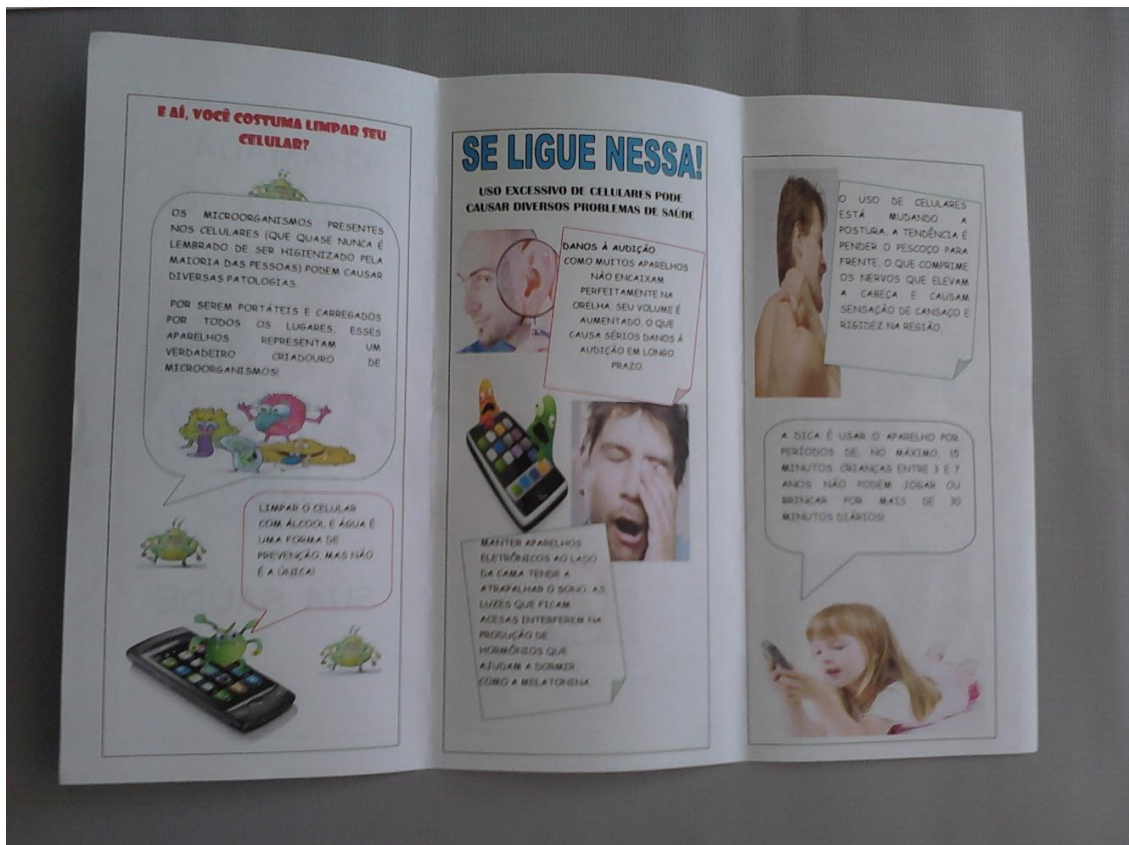 E AÍ, VOCÊ COSTUMA LIMPAR SEU
CELULAR?
OS MICROORGANISMOS PRESENTES
NOS CELULARES (QUE QUASE NUNCA É
LEMBRADO DE SER HIGIENIZADO PELA
MAIORIA DAS PESSOAS) PODEM CAUSAR
DIVERSAS PATOLOGIAS.
POR SEREM PORTÁTEIS E CARREGADOS
POR TODOS OS LUGARES, ESSES
APARELHOS REPRESENTAM UM
VERDADEIRO CRIADOURO DE
MICROORGANISMOS!
LIMPAR O CELULAR
COM ÁLCOOL E ÁGUA É
UMA FORMA DE
PREVENÇÃO, MAS NÃO
É A ÚNICA!
SE LIGUE NESSA!
USO EXCESSIVO DE CELULARES PODE
CAUSAR DIVERSOS PROBLEMAS DE SAÚDE
DANOS À AUDIÇÃO
COMO MUITOS APARELHOS
NÃO ENCAIXAM
PERFEITAMENTE NA
ORELHA, SEU VOLUME É
AUMENTADO, O QUE
CAUSA SÉRIOS DANOS À
AUDIÇÃO EM LONGO
PRAZO
MANTER APARELHOS
ELETRÔNICOS AO LADO
DA CAMA TENDE A
ATRAPALHAR O SONO. AS
LUZES QUE FICAM
ACESAS INTERFEREM NA
PRODUÇÃO DE
HORMÔNIOS QUE
AJUDAM A DORMIR,
COMO A MELATONINA.
O USO DE CELULARES
ESTÁ MUDANDO A
POSTURA. A TENDÊNCIA É
PENDER O PESCOÇO PARA
FRENTE, O QUE COMPRIME
OS NERVOS QUE ELEVAM
A CABEÇA E CAUSAM
SENSAÇÃO DE CANSAÇO E
RIGIDEZ NA REGIÃO.
A DICA É USAR O APARELHO POR
PERÍODOS DE, NO MÁXIMO, 15
MINUTOS. CRIANÇAS ENTRE 3 E 7
ANOS NÃO PODEM JOGAR OU
BRINCAR POR MAIS DE 30
MINUTOS DIÁRIOS!